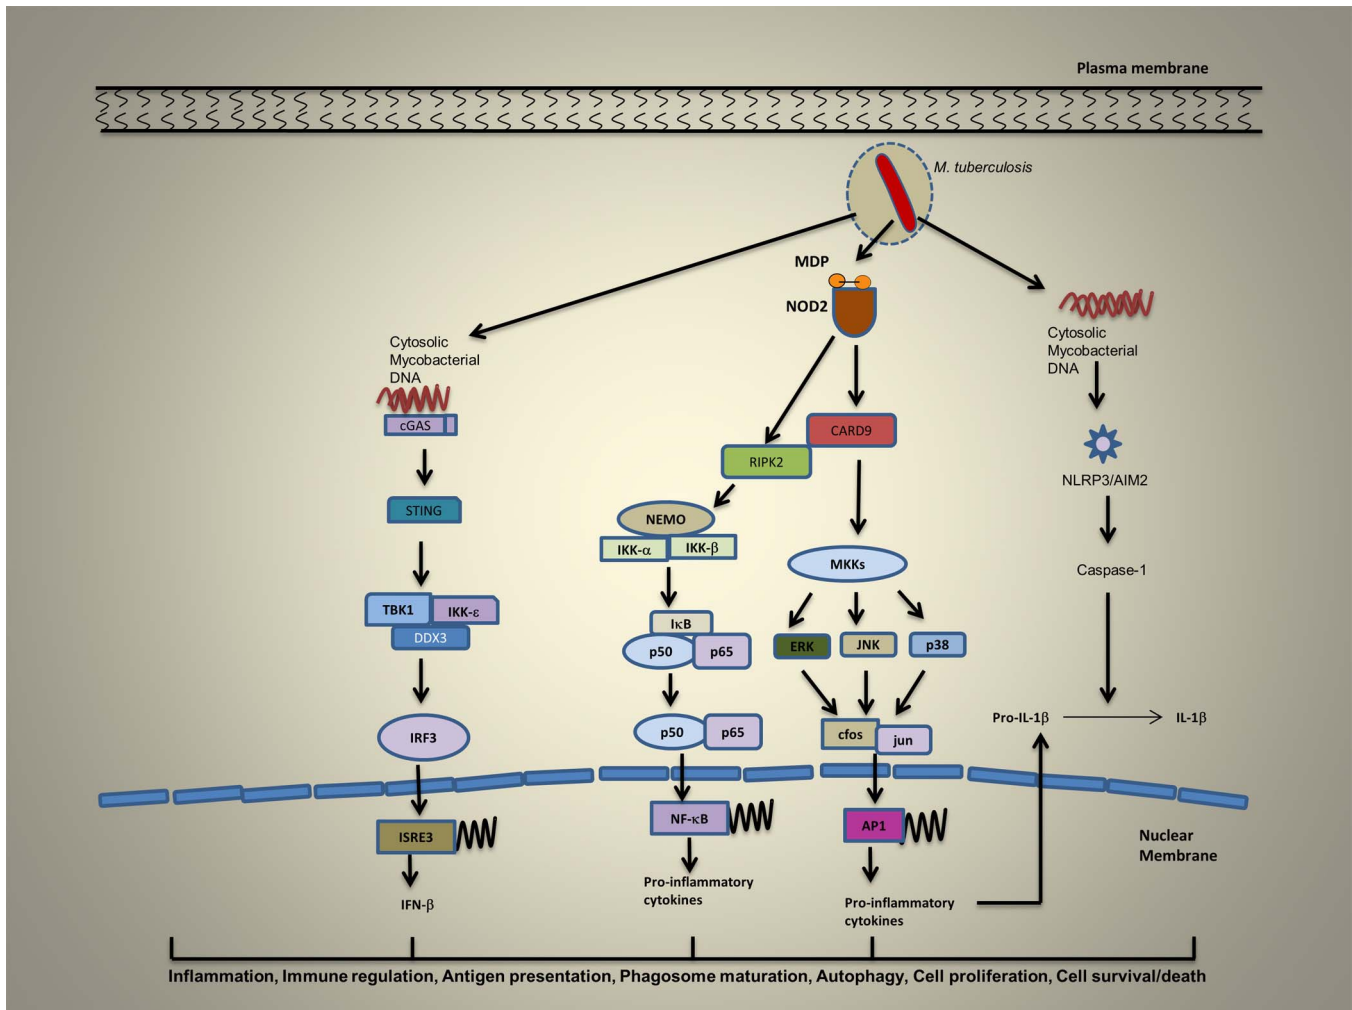 Plasma membrane
M. tuberculosis
MDP
NOD2
Cytosolic
Mycobacterial
DNA
cGAS
STING
TBK1
IKK-ε
DDX3
IRF3
ISRE3
IFN-β
CARD9
RIPK2
NEMO
IKK-α
IKK-β
IκB
p50
p65
p50
p65
NF-κB
Pro-inflammatory
cytokines
MKKs
ERK
JNK
p38
cfos
jun
AP1
Pro-inflammatory
cytokines
Cytosolic
Mycobacterial
DNA
NLRP3/AIM2
Caspase-1
Pro-IL-1β
IL-1β
Nuclear
Membrane
Inflammation, Immune regulation, Antigen presentation, Phagosome maturation, Autophagy, Cell proliferation, Cell survival/death